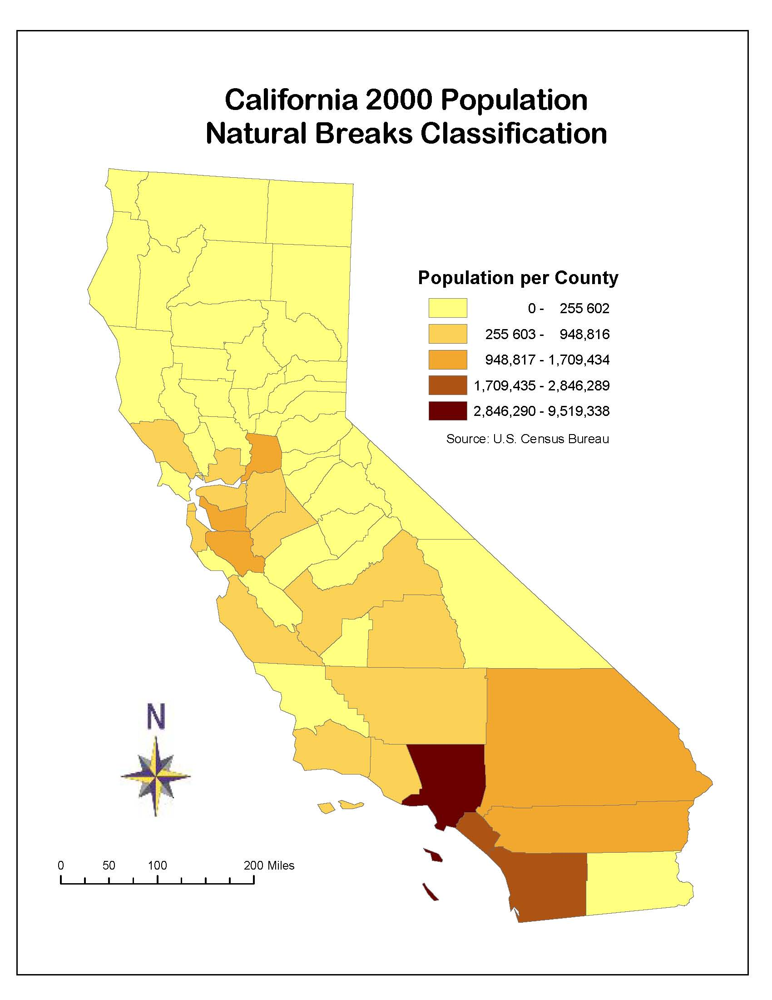 California 2000 Population
Natural Breaks Classification
Population per County
0 - 255 602
255 603 - 948,816
948,817 - 1,709,434
1,709,435 - 2,846,289
2,846,290 - 9,519,338
Source: U.S. Census Bureau
N
0 50 100 200 Miles